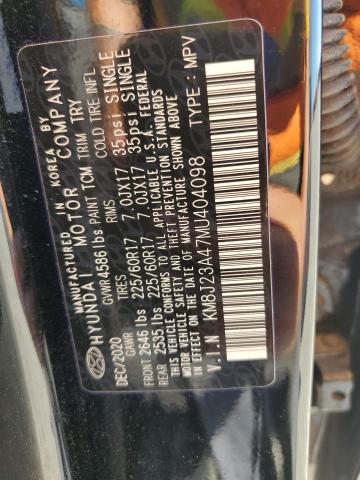 MANUFACTURED IN KOREA BY
HYUNDAI MOTOR COMPANY
GVWR 4586 lbs PAINT TCM TRIM TRY
DEC/2020 TIRES RIMS COLD TIRE INFL.
GAWR
FRONT 2646 lbs 225/60R17 7.0JX17 35psi SINGLE
REAR 2535 lbs 225/60R17 7.0JX17 35psi SINGLE
THIS VEHICLE CONFORMS TO ALL APPLICABLE U.S.A. FEDERAL
MOTOR VEHICLE SAFETY STANDARDS
IN EFFECT ON THE DATE OF MANUFACTURE SHOWN ABOVE
V.I.N KM8J23A47MU404098 TYPE : MPV